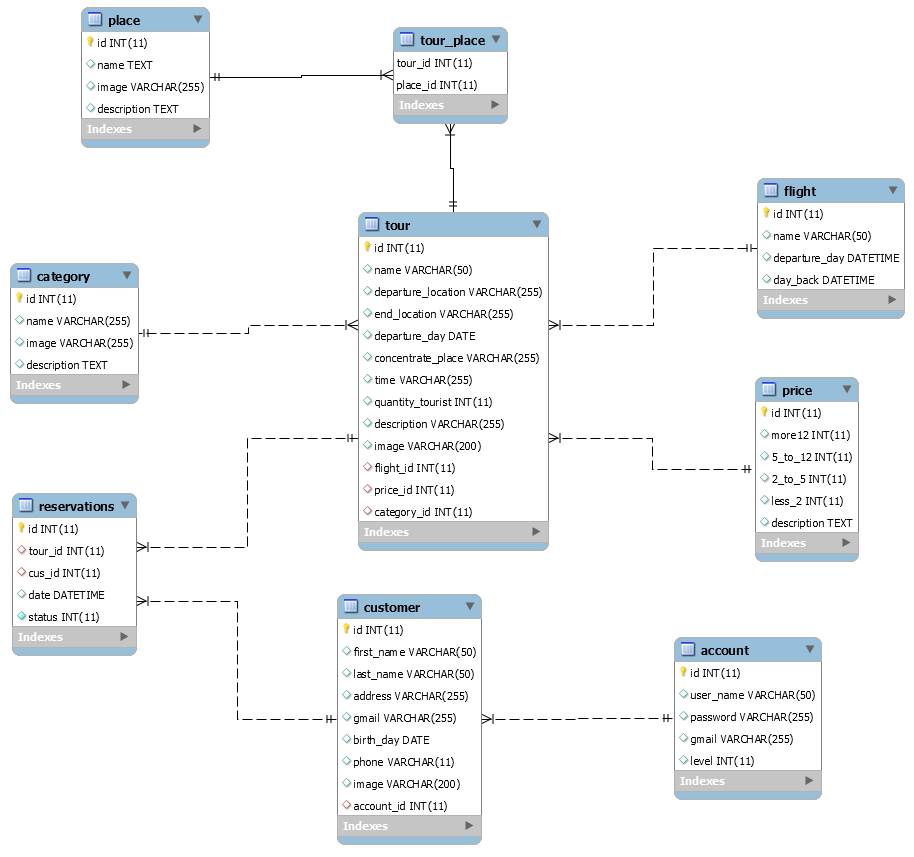 place
id INT(11)
name TEXT
image VARCHAR(255)
description TEXT
Indexes
tour_place
tour_id INT(11)
place_id INT(11)
Indexes
tour
id INT(11)
name VARCHAR(50)
departure_location VARCHAR(255)
end_location VARCHAR(255)
departure_day DATE
concentrate_place VARCHAR(255)
time VARCHAR(255)
quantity_tourist INT(11)
description VARCHAR(255)
image VARCHAR(200)
flight_id INT(11)
price_id INT(11)
category_id INT(11)
Indexes
flight
id INT(11)
name VARCHAR(50)
departure_day DATETIME
day_back DATETIME
Indexes
category
id INT(11)
name VARCHAR(255)
image VARCHAR(255)
description TEXT
Indexes
price
id INT(11)
more12 INT(11)
5_to_12 INT(11)
2_to_5 INT(11)
less_2 INT(11)
description TEXT
Indexes
reservations
id INT(11)
tour_id INT(11)
cus_id INT(11)
date DATETIME
status INT(11)
Indexes
customer
id INT(11)
first_name VARCHAR(50)
last_name VARCHAR(50)
address VARCHAR(255)
gmail VARCHAR(255)
birth_day DATE
phone VARCHAR(11)
image VARCHAR(200)
account_id INT(11)
Indexes
account
id INT(11)
user_name VARCHAR(50)
password VARCHAR(255)
gmail VARCHAR(255)
level INT(11)
Indexes